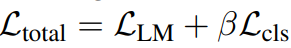 ℒ_total = ℒ_LM + βℒ_cls